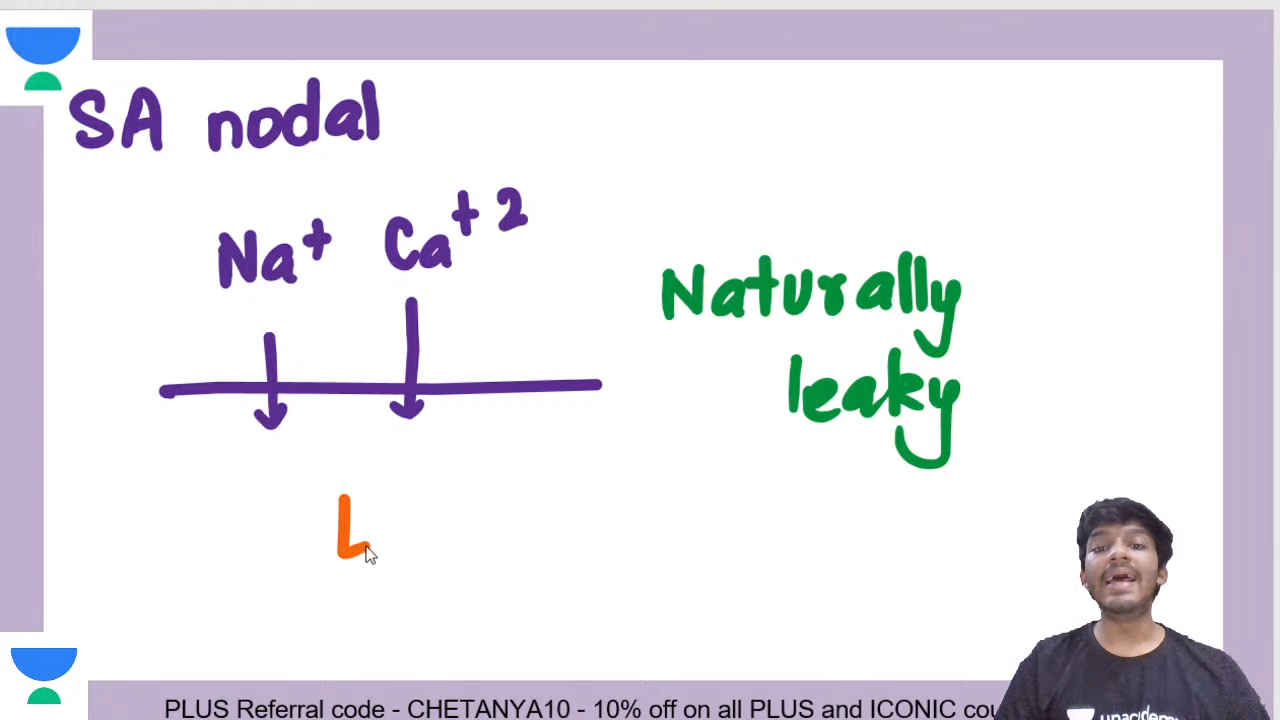 SA nodal
Na+ Ca+2
Naturally
leaky
L
PLUS Referral code - CHETANYA10 - 10% off on all PLUS and ICONIC cou
unacademy